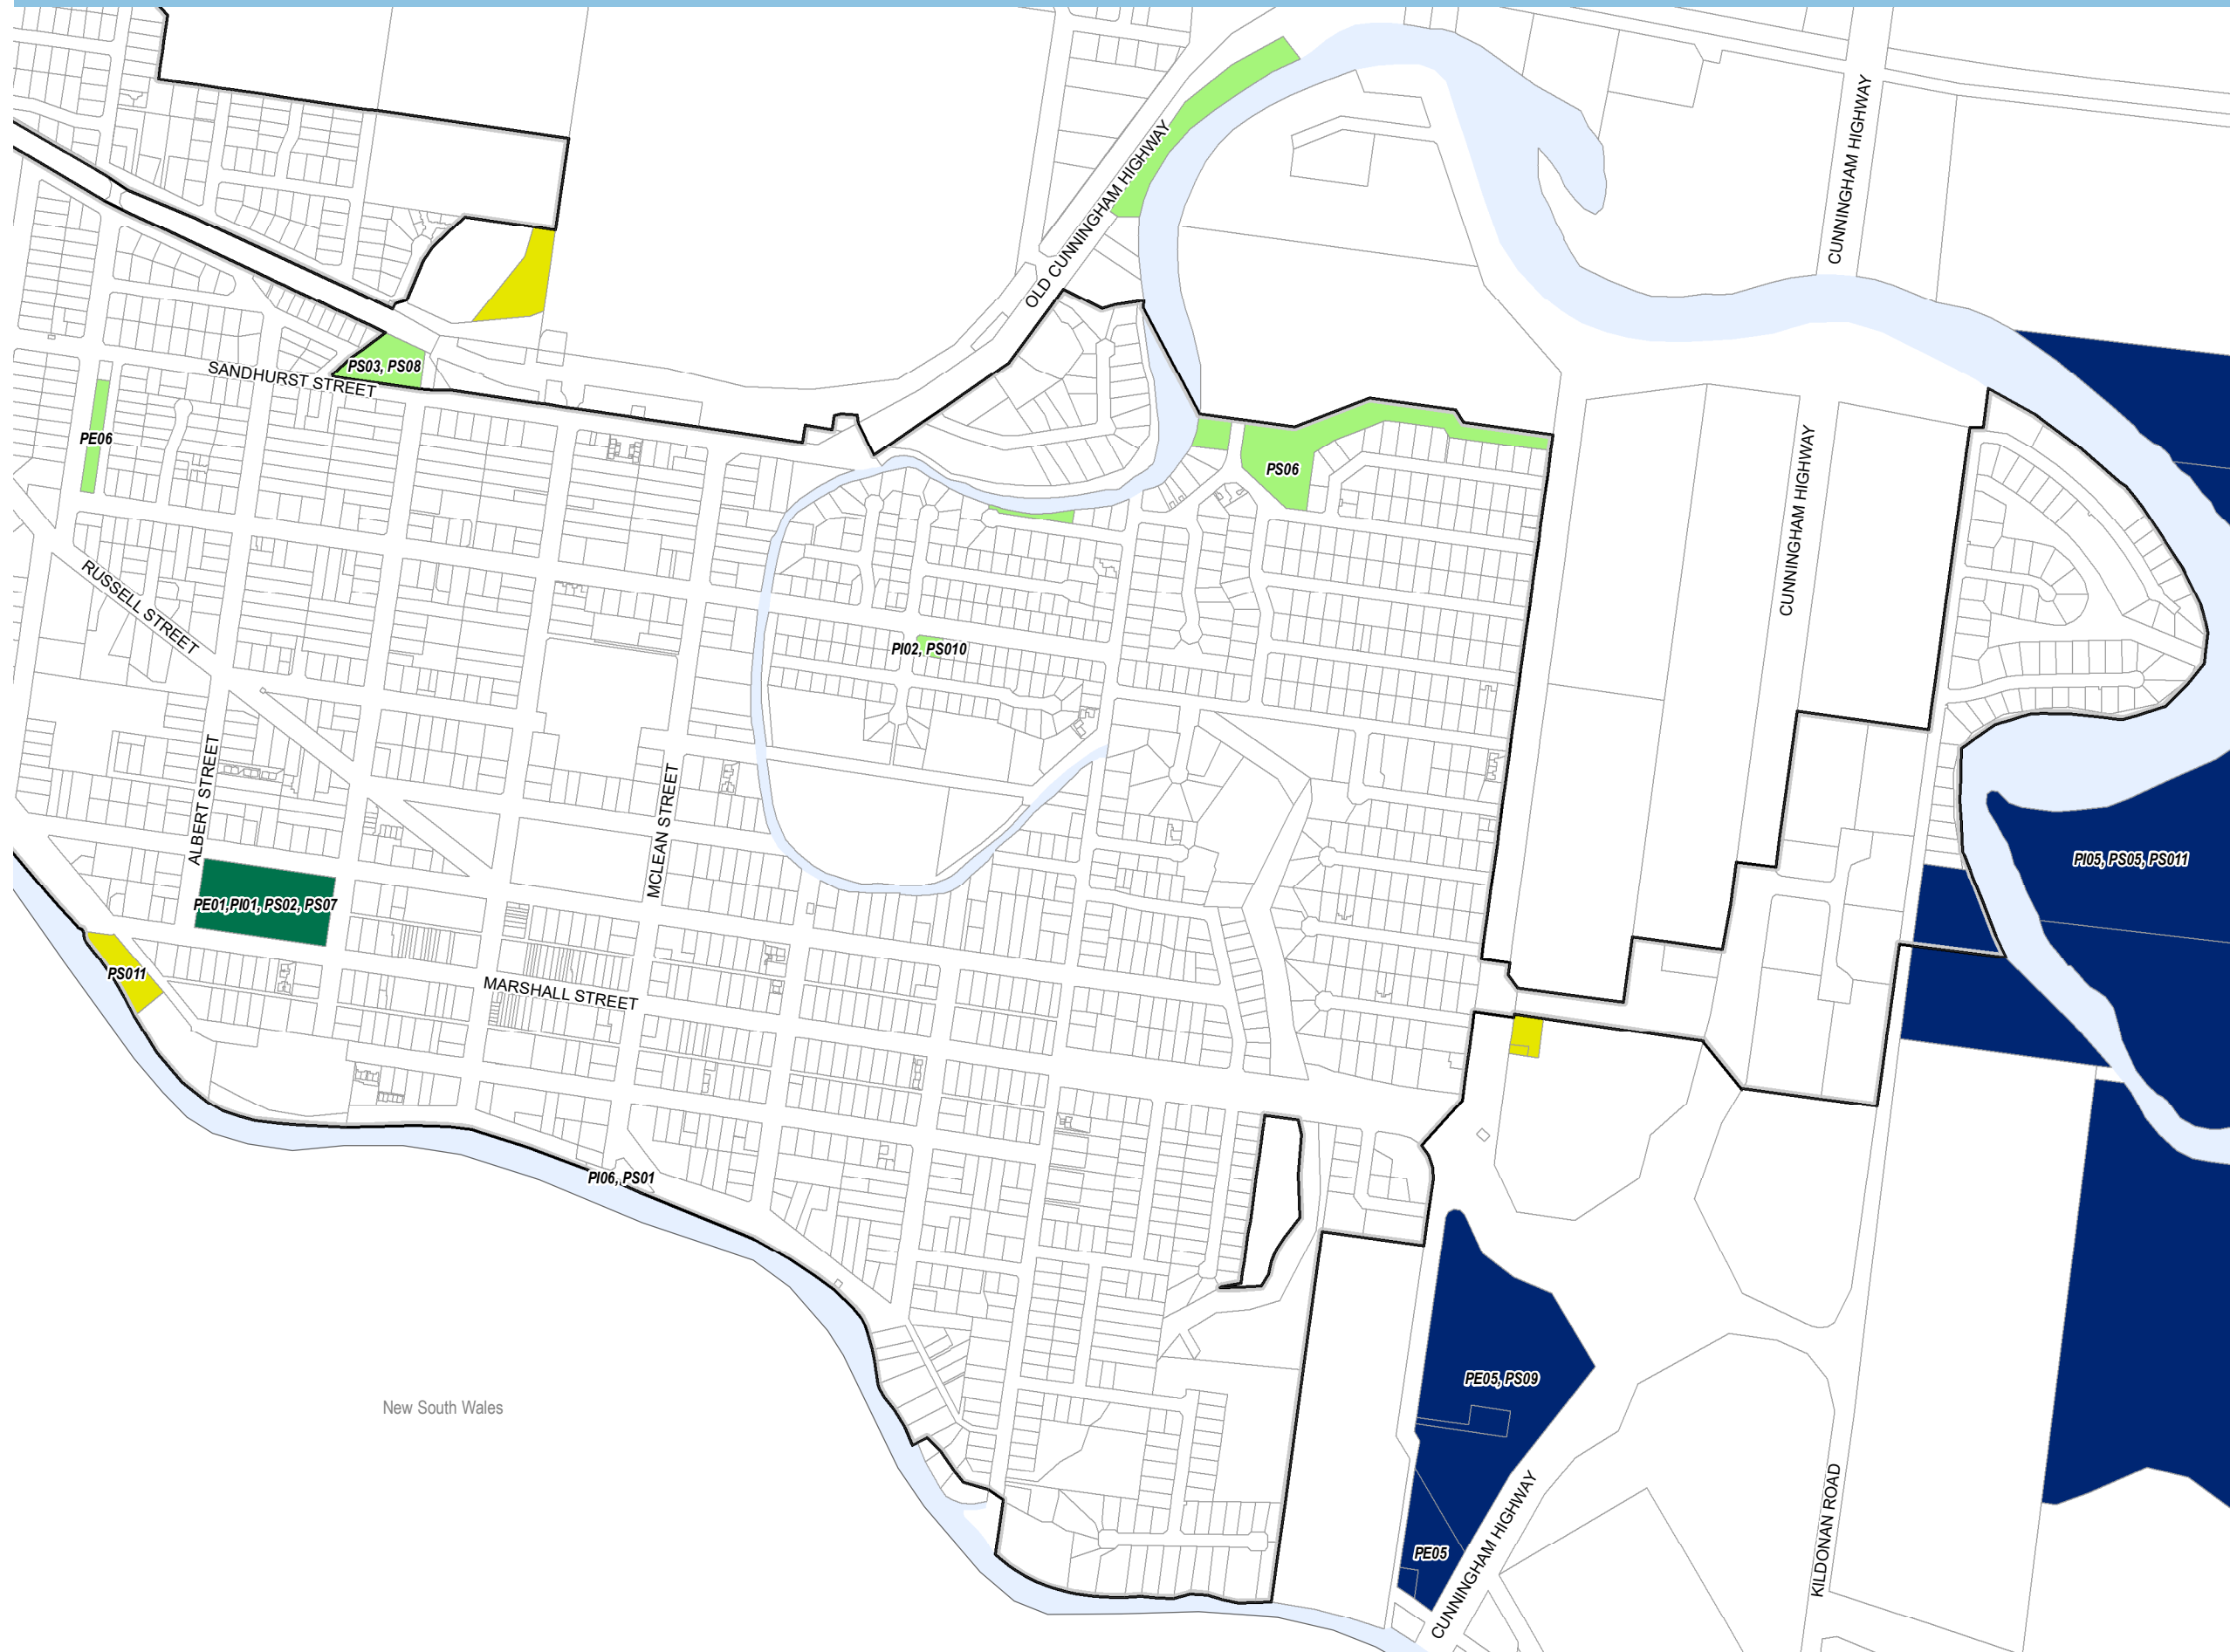 CUNNINGHAM HIGHWAY
OLD CUNNINGHAM HIGHWAY
SANDHURST STREET
PS03, PS08
PE06
PS06
CUNNINGHAM HIGHWAY
RUSSELL STREET
PI02, PS010
ALBERT STREET
MCLEAN STREET
PI05, PS05, PS011
PE01,PI01, PS02, PS07
PS011
MARSHALL STREET
PI06, PS01
PE05, PS09
New South Wales
PE05
CUNNINGHAM HIGHWAY
KILDONAN ROAD